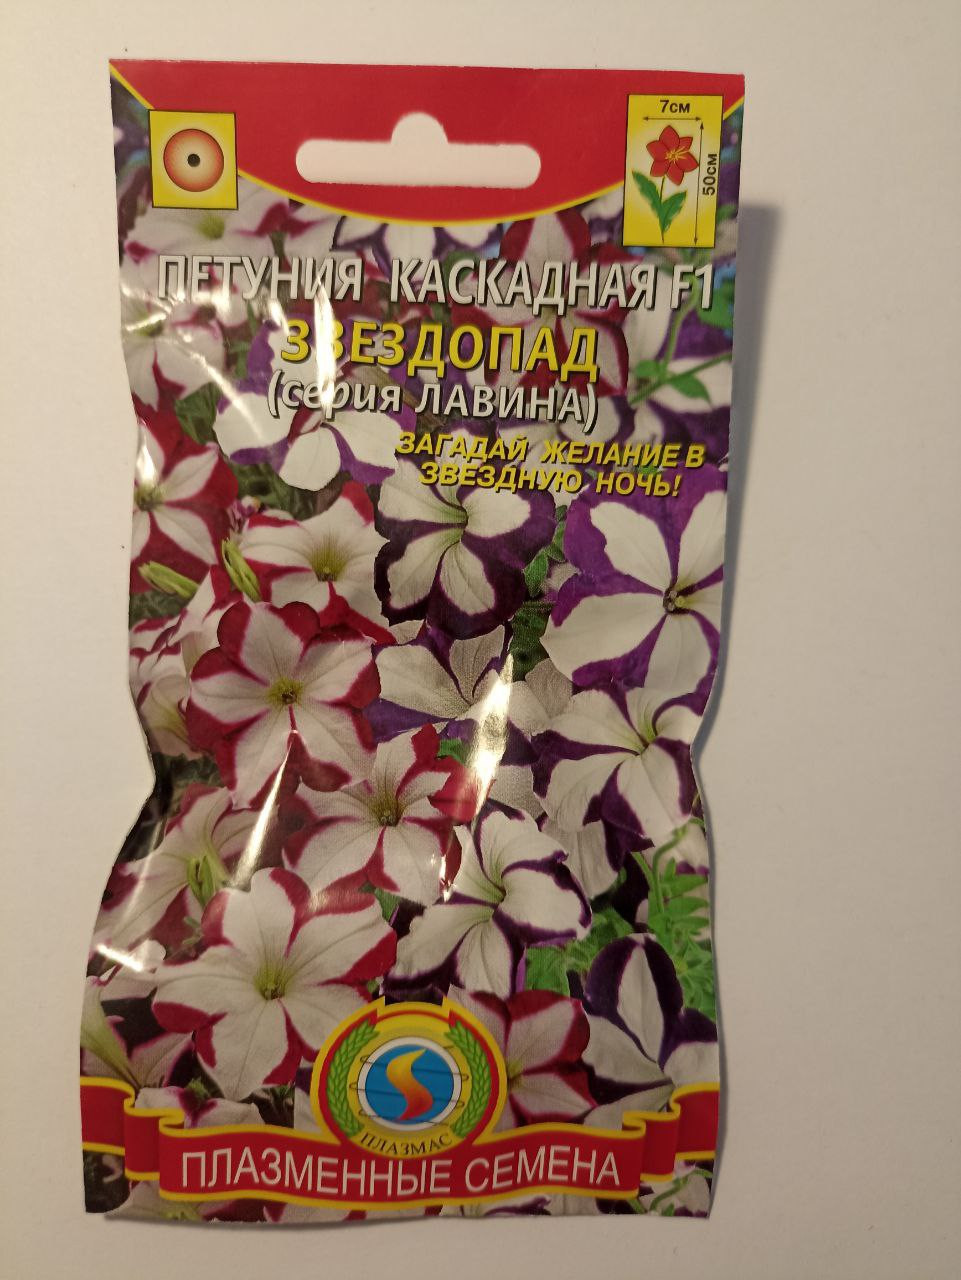 7см
50см
ПЕТУНИЯ КАСКАДНАЯ F1
ЗВЕЗДОПАД
(серия ЛАВИНА)
ЗАГАДАЙ ЖЕЛАНИЕ В
ЗВЕЗДНУЮ НОЧЬ!
ПЛАЗМАС
ПЛАЗМЕННЫЕ СЕМЕНА